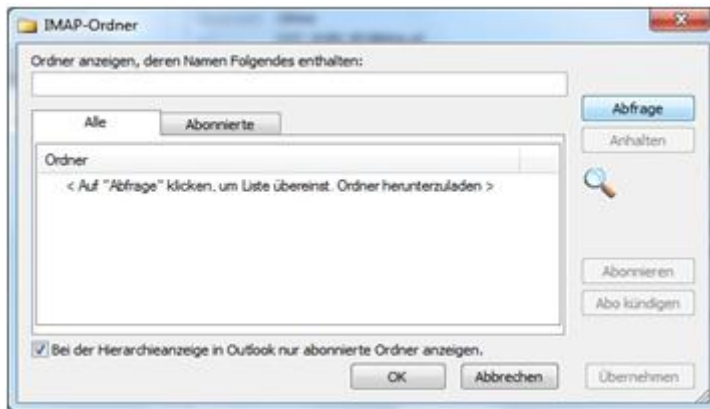 IMAP-Ordner
Ordner anzeigen, deren Namen Folgendes enthalten:
Abfrage
Alle
Abonnierte
Anhalten
Ordner
< Auf "Abfrage" klicken, um Liste übereinst. Ordner herunterzuladen >
Abonnieren
Abo kündigen
Bei der Hierarchieanzeige in Outlook nur abonnierte Ordner anzeigen.
OK
Abbrechen
Übernehmen